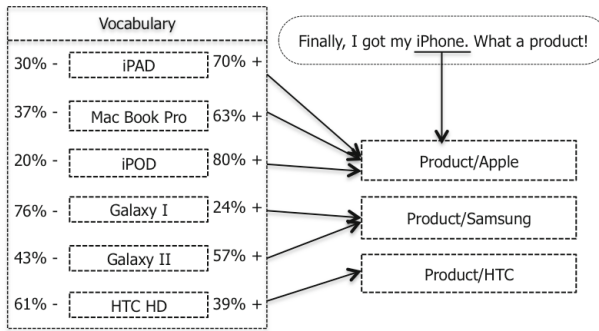 Vocabulary
Finally, I got my iPhone. What a product!
30% - iPAD 70% +
37% - Mac Book Pro 63% +
20% - iPOD 80% +
76% - Galaxy I 24% +
43% - Galaxy II 57% +
61% - HTC HD 39% +
Product/Apple
Product/Samsung
Product/HTC